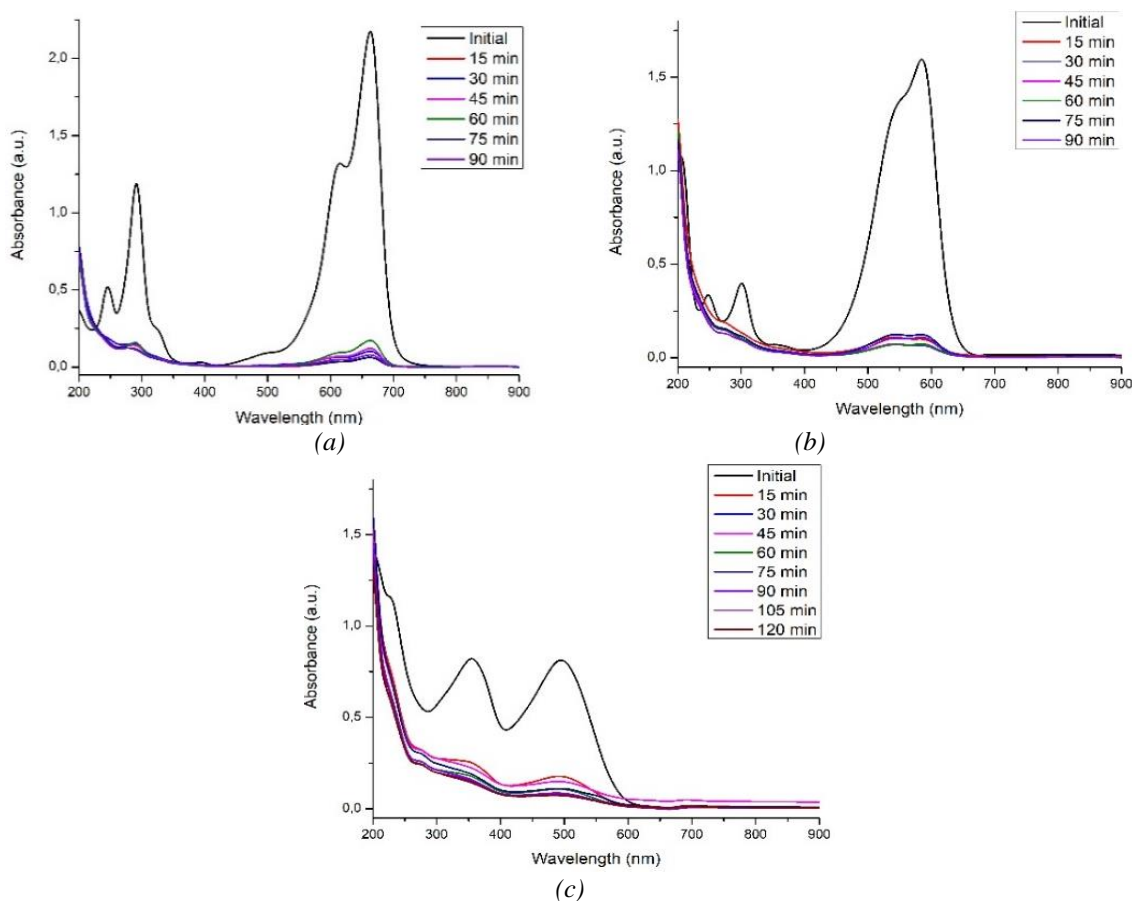 Initial
15 min
30 min
45 min
60 min
75 min
90 min
2,0
1,5
1,0
0,5
0,0
Absorbance (a.u.)
200 300 400 500 600 700 800 900
Wavelength (nm)
(a)
Initial
15 min
30 min
45 min
60 min
75 min
90 min
1,5
1,0
0,5
0,0
Absorbance (a.u.)
200 300 400 500 600 700 800 900
Wavelength (nm)
(b)
Initial
15 min
30 min
45 min
60 min
75 min
90 min
105 min
120 min
1,5
1,0
0,5
0,0
Absorbance (a.u.)
200 300 400 500 600 700 800 900
Wavelength (nm)
(c)